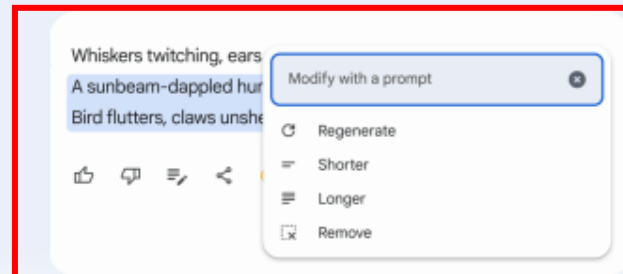 Whiskers twitching, ears
A sunbeam-dappled
Bird flutters, claws
Modify with a prompt
Regenerate
Shorter
Longer
Remove